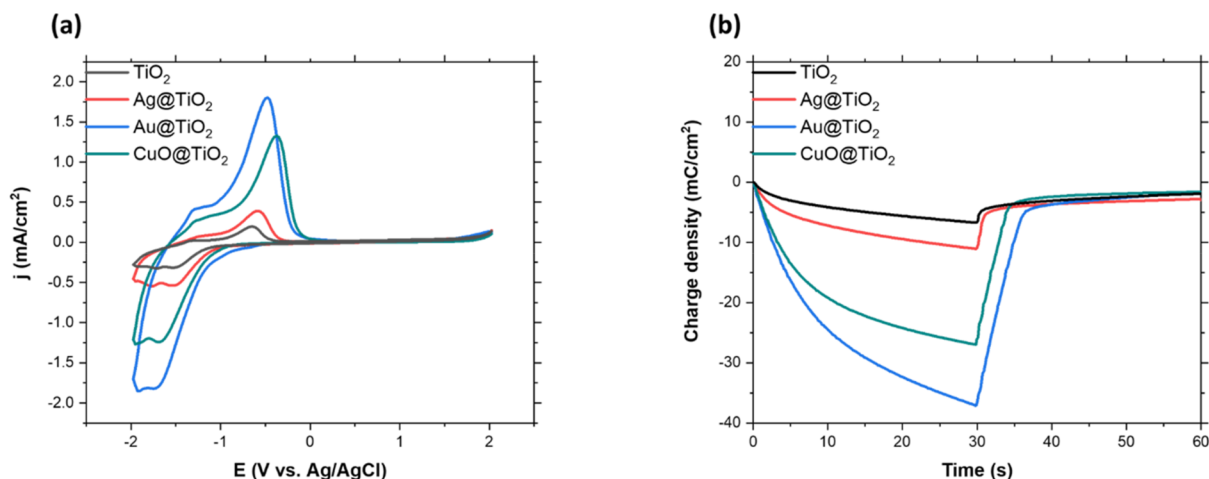 (a)
TiO2
Ag@TiO2
Au@TiO2
CuO@TiO2
2.0
1.5
1.0
0.5
0.0
-0.5
-1.0
-1.5
-2.0
j (mA/cm2)
-2 -1 0 1 2
E (V vs. Ag/AgCl)
(b)
TiO2
Ag@TiO2
Au@TiO2
CuO@TiO2
20
10
0
-10
-20
-30
-40
Charge density (mC/cm2)
0 10 20 30 40 50 60
Time (s)